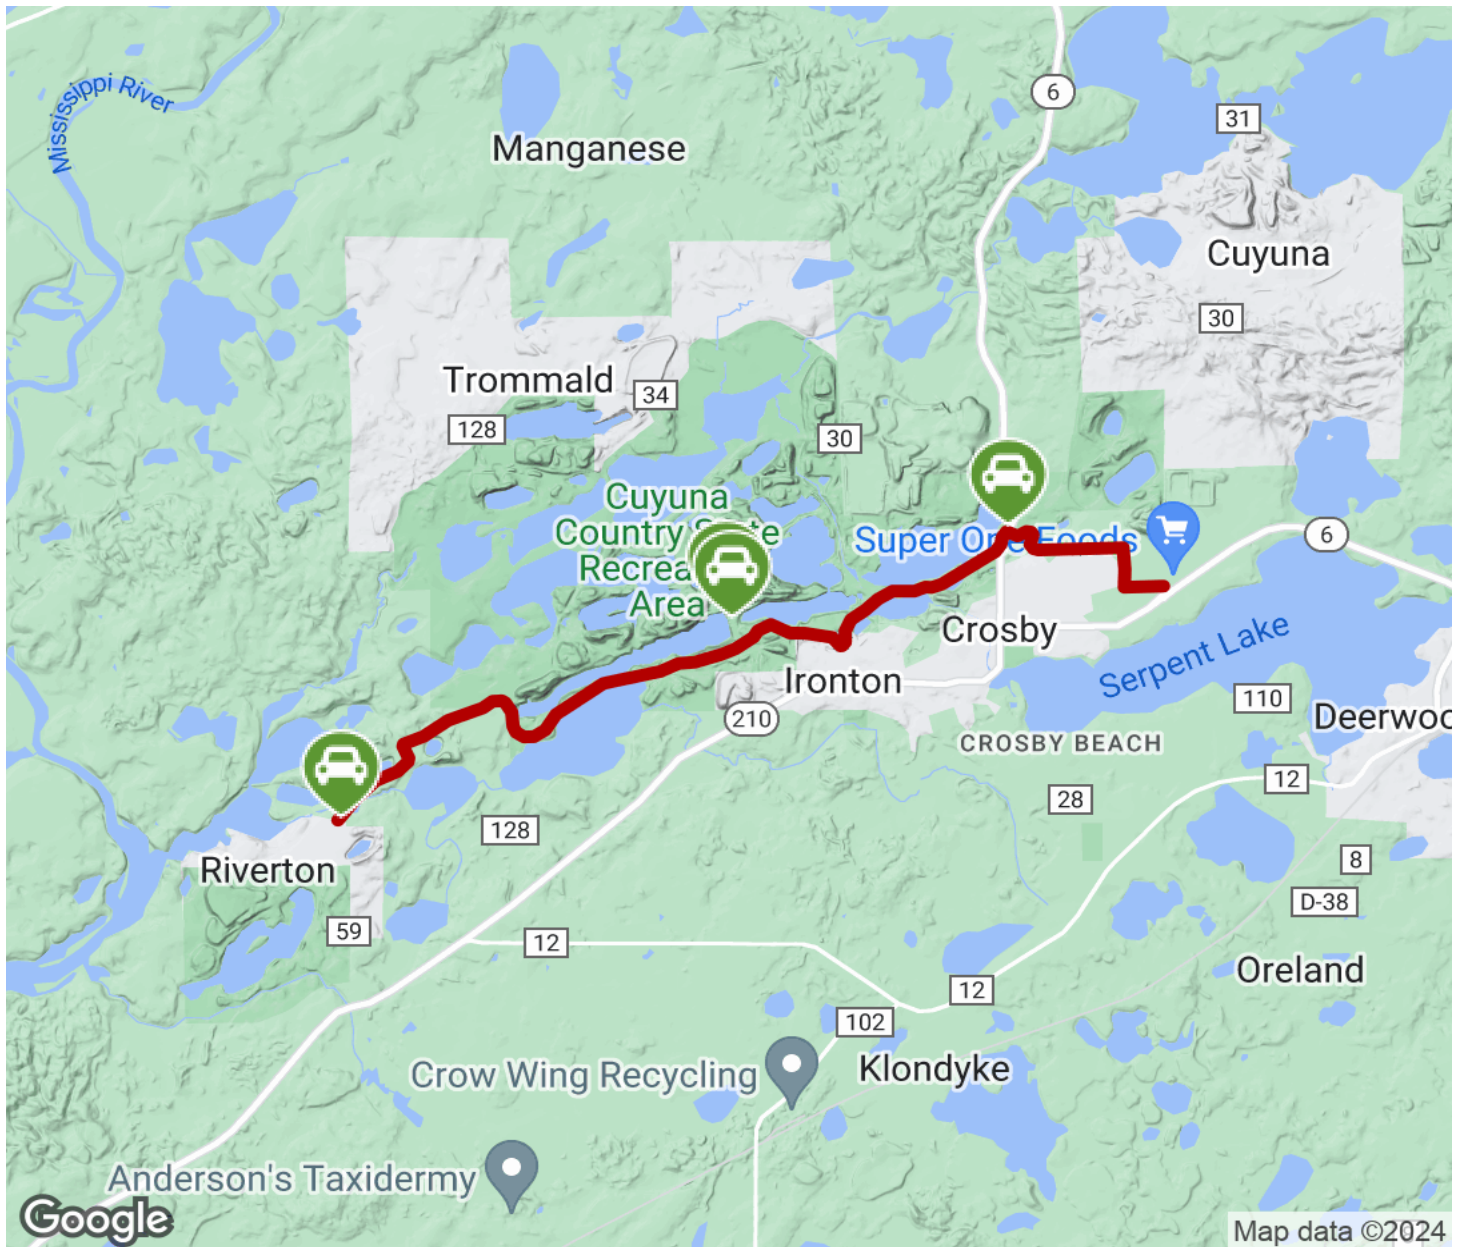 Mississippi River
6
31
Manganese
Cuyuna
30
Trommald
34
128
30
Cuyuna
Country State
Recrea
Area
Super One Foods
6
Crosby
Serpent Lake
Ironton
110
210
Deerwoo
CROSBY BEACH
12
28
128
8
Riverton
D-38
59
12
Oreland
12
102
Crow Wing Recycling
Klondyke
Anderson's Taxidermy
Google
Map data ©2024